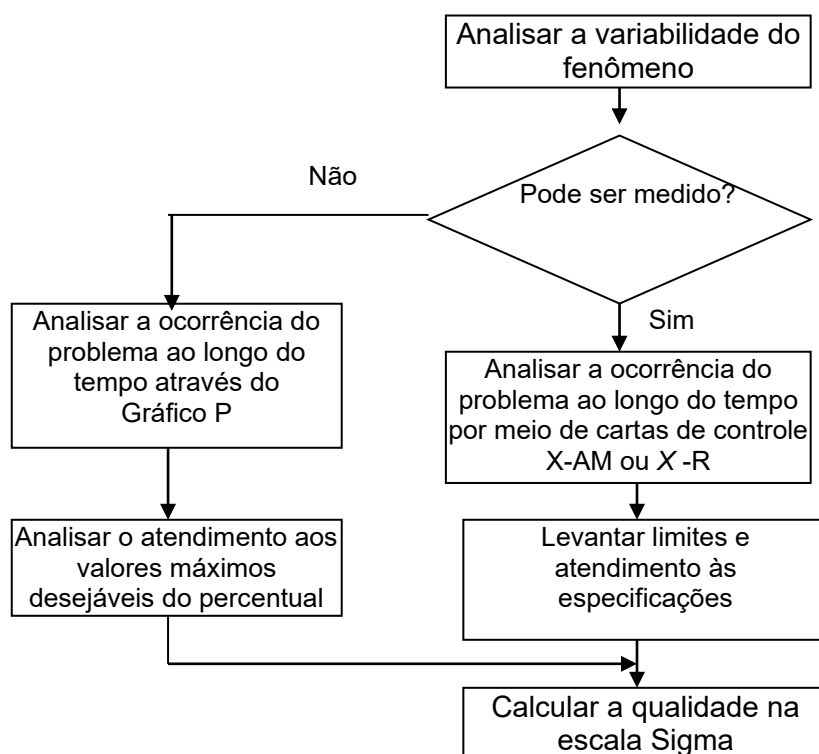 Analisar a variabilidade do
fenômeno
Pode ser medido?
Não
Sim
Analisar a ocorrência do
problema ao longo do
tempo através do
Gráfico P
Analisar a ocorrência do
problema ao longo do tempo
por meio de cartas de controle
X-AM ou X -R
Analisar o atendimento aos
valores máximos
desejáveis do percentual
Levantar limites e
atendimento às
especificações
Calcular a qualidade na
escala Sigma